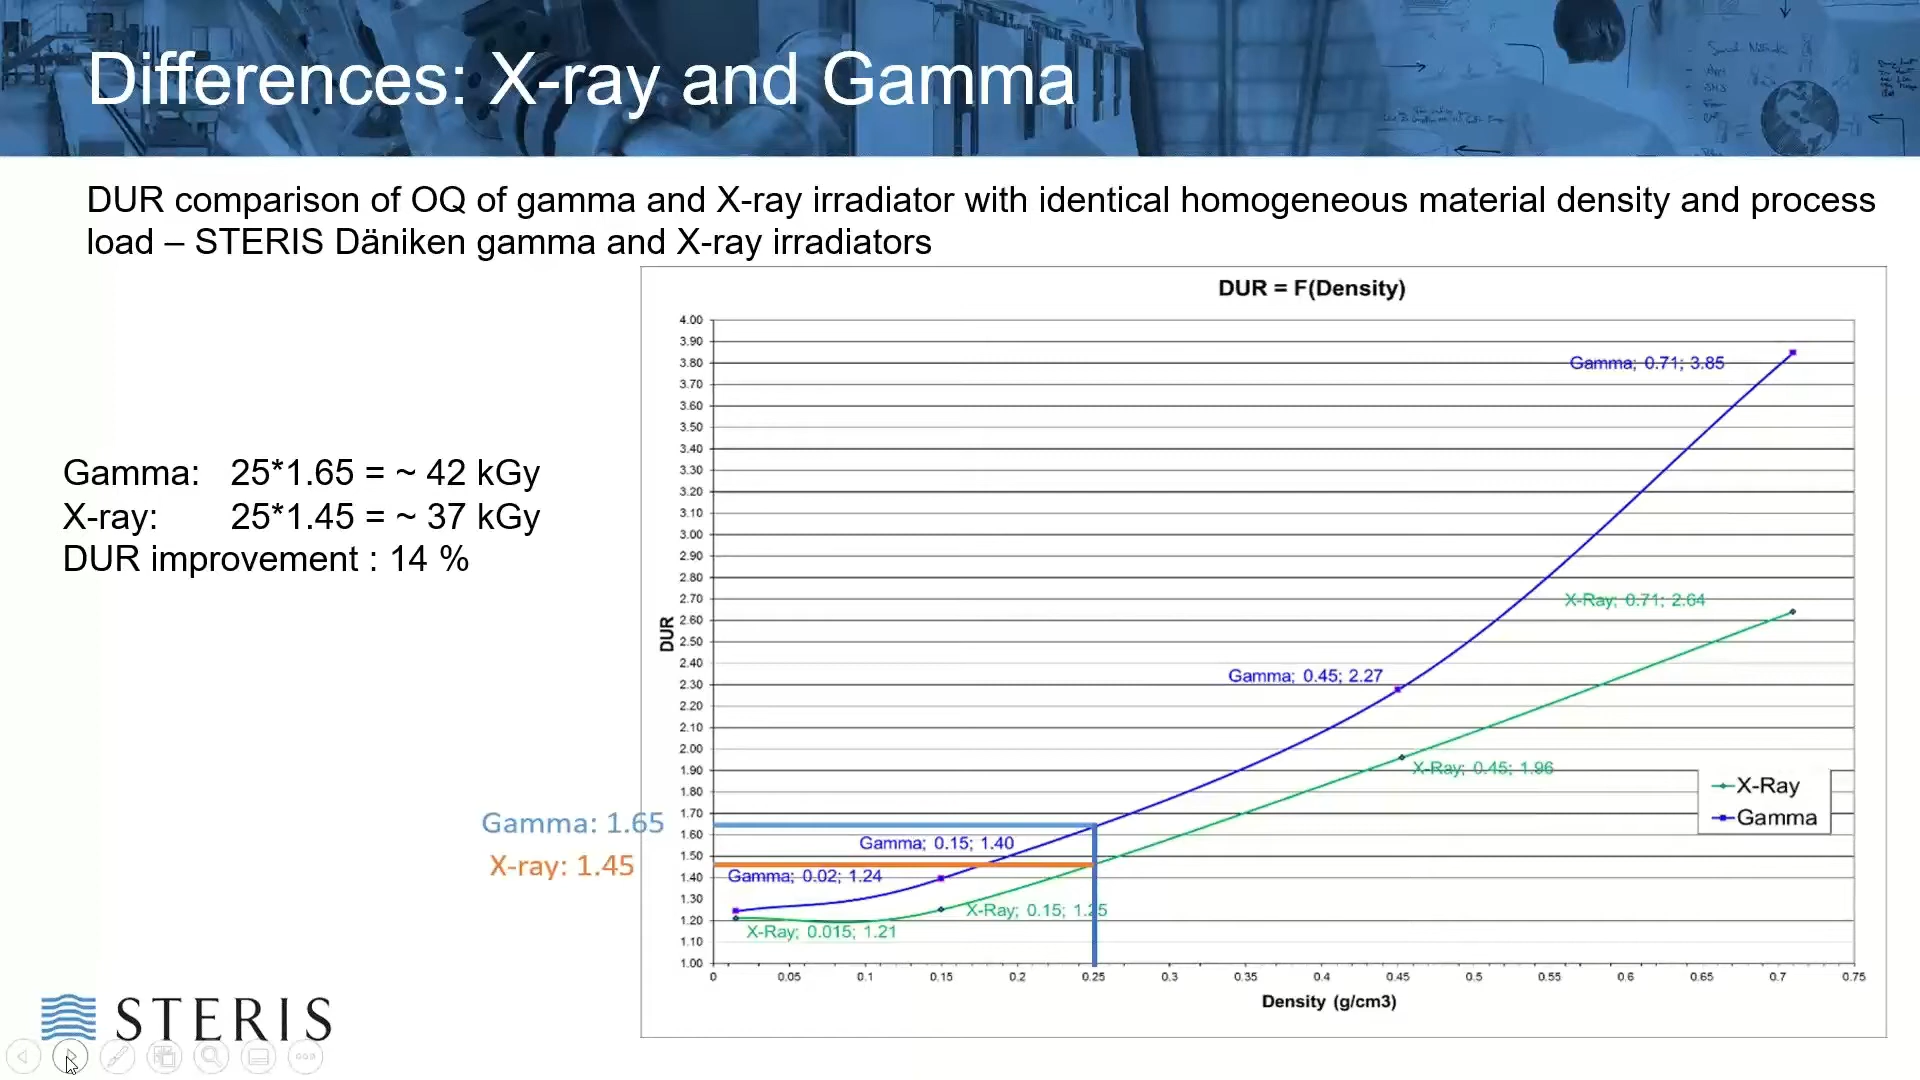 Differences: X-ray and Gamma
DUR comparison of OQ of gamma and X-ray irradiator with identical homogeneous material density and process
load – STERIS Däniken gamma and X-ray irradiators
Gamma: 25*1.65 = ~ 42 kGy
X-ray: 25*1.45 = ~ 37 kGy
DUR improvement : 14 %
Gamma: 1.65
X-ray: 1.45
DUR = F(Density)
DUR
4.00
3.90
3.80
3.70
3.60
3.50
3.40
3.30
3.20
3.10
3.00
2.90
2.80
2.70
2.60
2.50
2.40
2.30
2.20
2.10
2.00
1.90
1.80
1.70
1.60
1.50
1.40
1.30
1.20
1.10
1.00
Gamma; 0.71; 3.85
X-Ray; 0.71; 2.64
Gamma; 0.45; 2.27
X-Ray; 0.45; 1.96
Gamma; 0.15; 1.40
Gamma; 0.02; 1.24
X-Ray; 0.15; 1.25
X-Ray; 0.015; 1.21
X-Ray
Gamma
0 0.05 0.1 0.15 0.2 0.25 0.3 0.35 0.4 0.45 0.5 0.55 0.6 0.65 0.7 0.75
Density (g/cm3)
STERIS